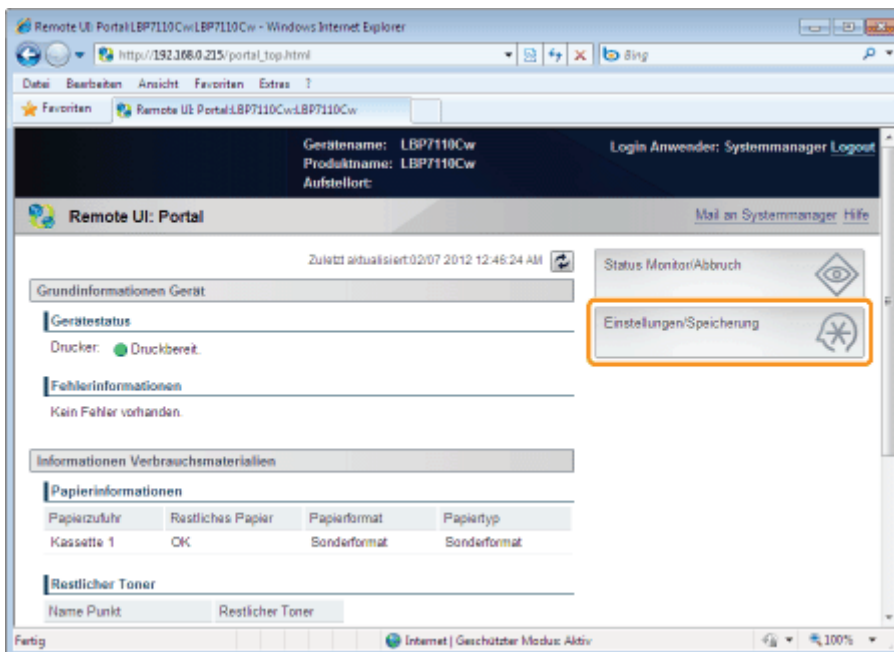 Remote UI: Portal:LBP7110Cw:LBP7110Cw - Windows Internet Explorer
http://192.168.0.215/portal_top.html
Bing
Datei Bearbeiten Ansicht Favoriten Extras ?
Favoriten Remote UI: Portal:LBP7110Cw:LBP7110Cw
Gerätename: LBP7110Cw
Login Anwender: Systemmanager Logout
Produktname: LBP7110Cw
Aufstellort:
Remote UI: Portal
Mail an Systemmanager Hilfe
Zuletzt aktualisiert:02/07 2012 12:46:24 AM
Status Monitor/Abbruch
Grundinformationen Gerät
Einstellungen/Speicherung
Gerätestatus
Drucker: Druckbereit.
Fehlerinformationen
Kein Fehler vorhanden.
Informationen Verbrauchsmaterialien
Papierinformationen
Papierzufuhr Restliches Papier Papierformat Papiertyp
Kassette 1 OK Sonderformat Sonderformat
Restlicher Toner
Name Punkt Restlicher Toner
Fertig Internet | Geschützter Modus: Aktiv 100%